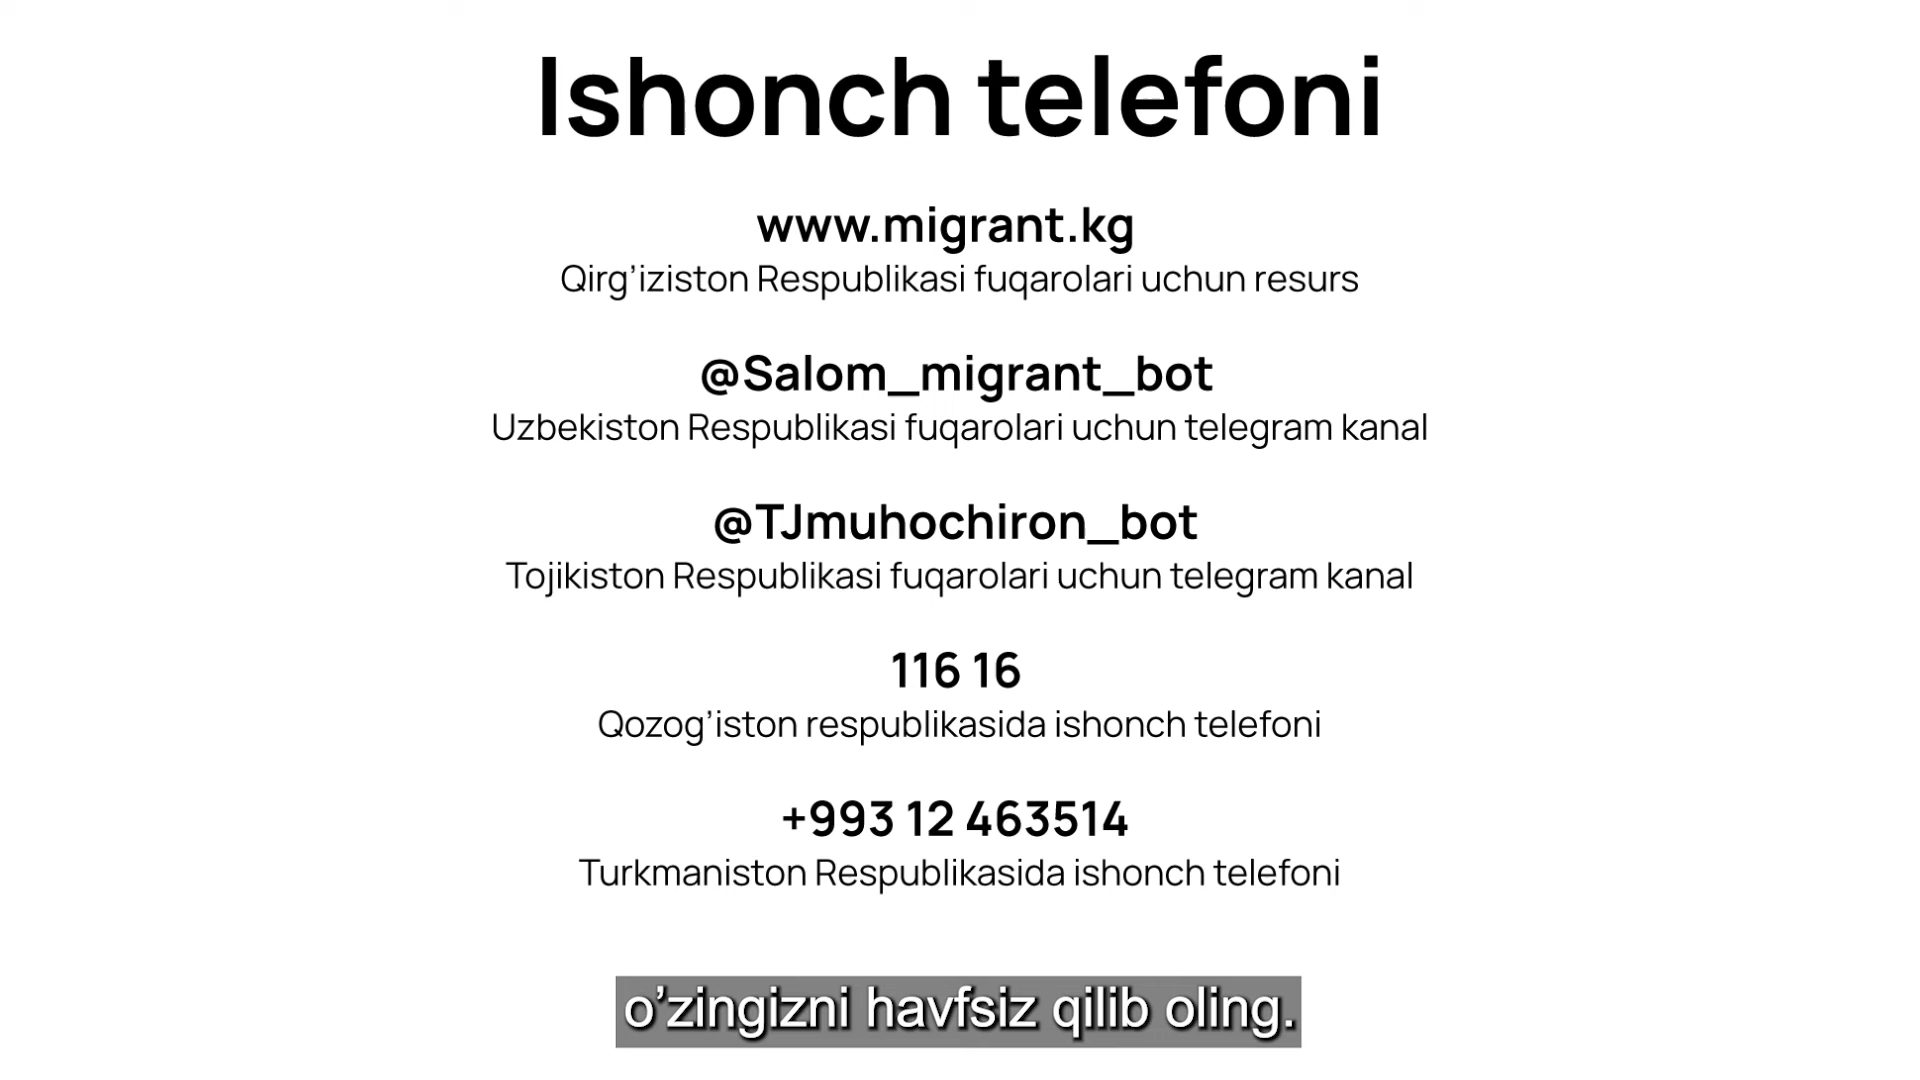 Ishonch telefoni
www.migrant.kg
Qirg’iziston Respublikasi fuqarolari uchun resurs
@Salom_migrant_bot
Uzbekiston Respublikasi fuqarolari uchun telegram kanal
@TJmuhochiron_bot
Tojikiston Respublikasi fuqarolari uchun telegram kanal
116 16
Qozog’iston respublikasida ishonch telefoni
+993 12 463514
Turkmaniston Respublikasida ishonch telefoni
o’zingizni havfsiz qilib oling.